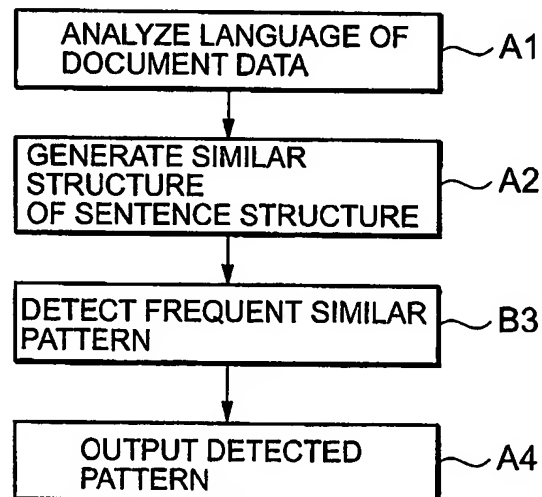 ANALYZE LANGUAGE OF
DOCUMENT DATA
A1
GENERATE SIMILAR
STRUCTURE
OF SENTENCE STRUCTURE
A2
DETECT FREQUENT SIMILAR
PATTERN
B3
OUTPUT DETECTED
PATTERN
A4